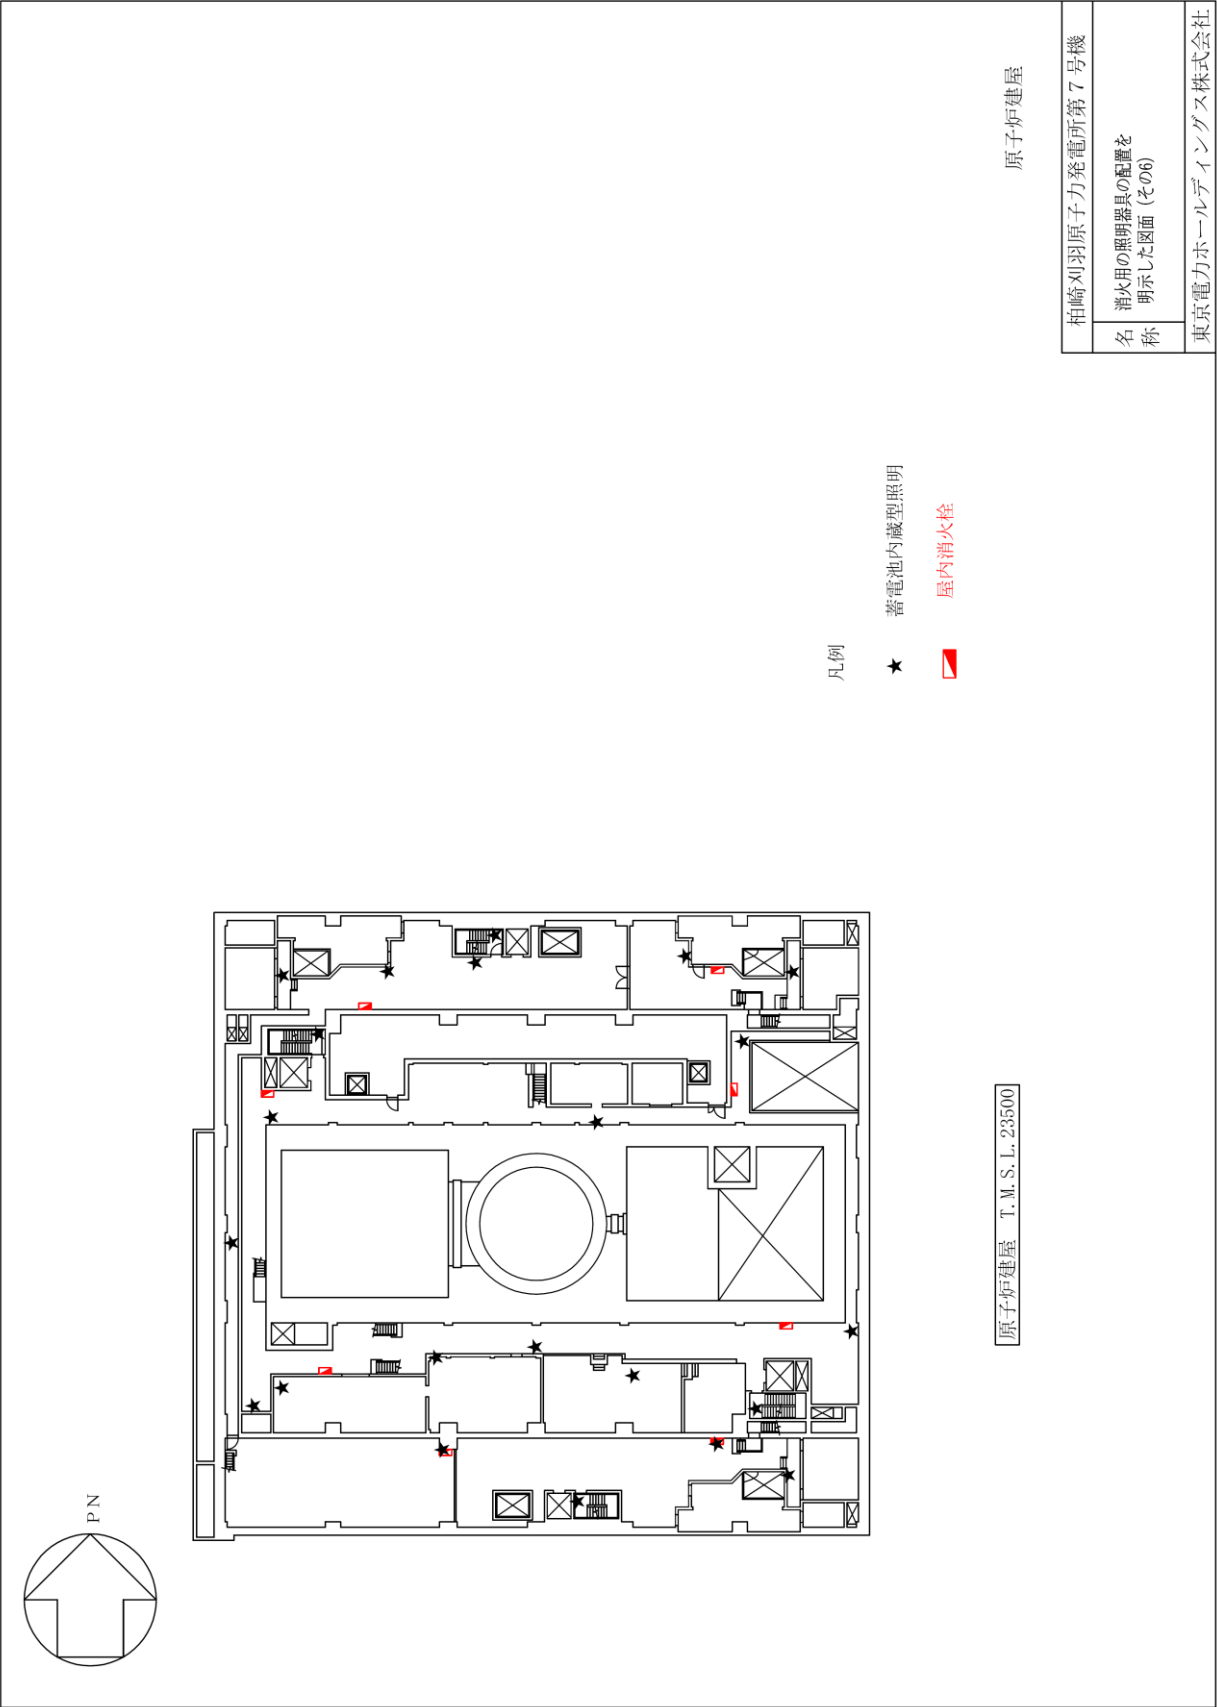 PN
原子炉建屋 T.M.S.L.23500
凡例
★ 蓄電池内蔵型照明
屋内消火栓
原子炉建屋
柏崎刈羽原子力発電所第7号機
名称
消火用の照明器具の配置を
明示した図面（その6）
東京電力ホールディングス株式会社